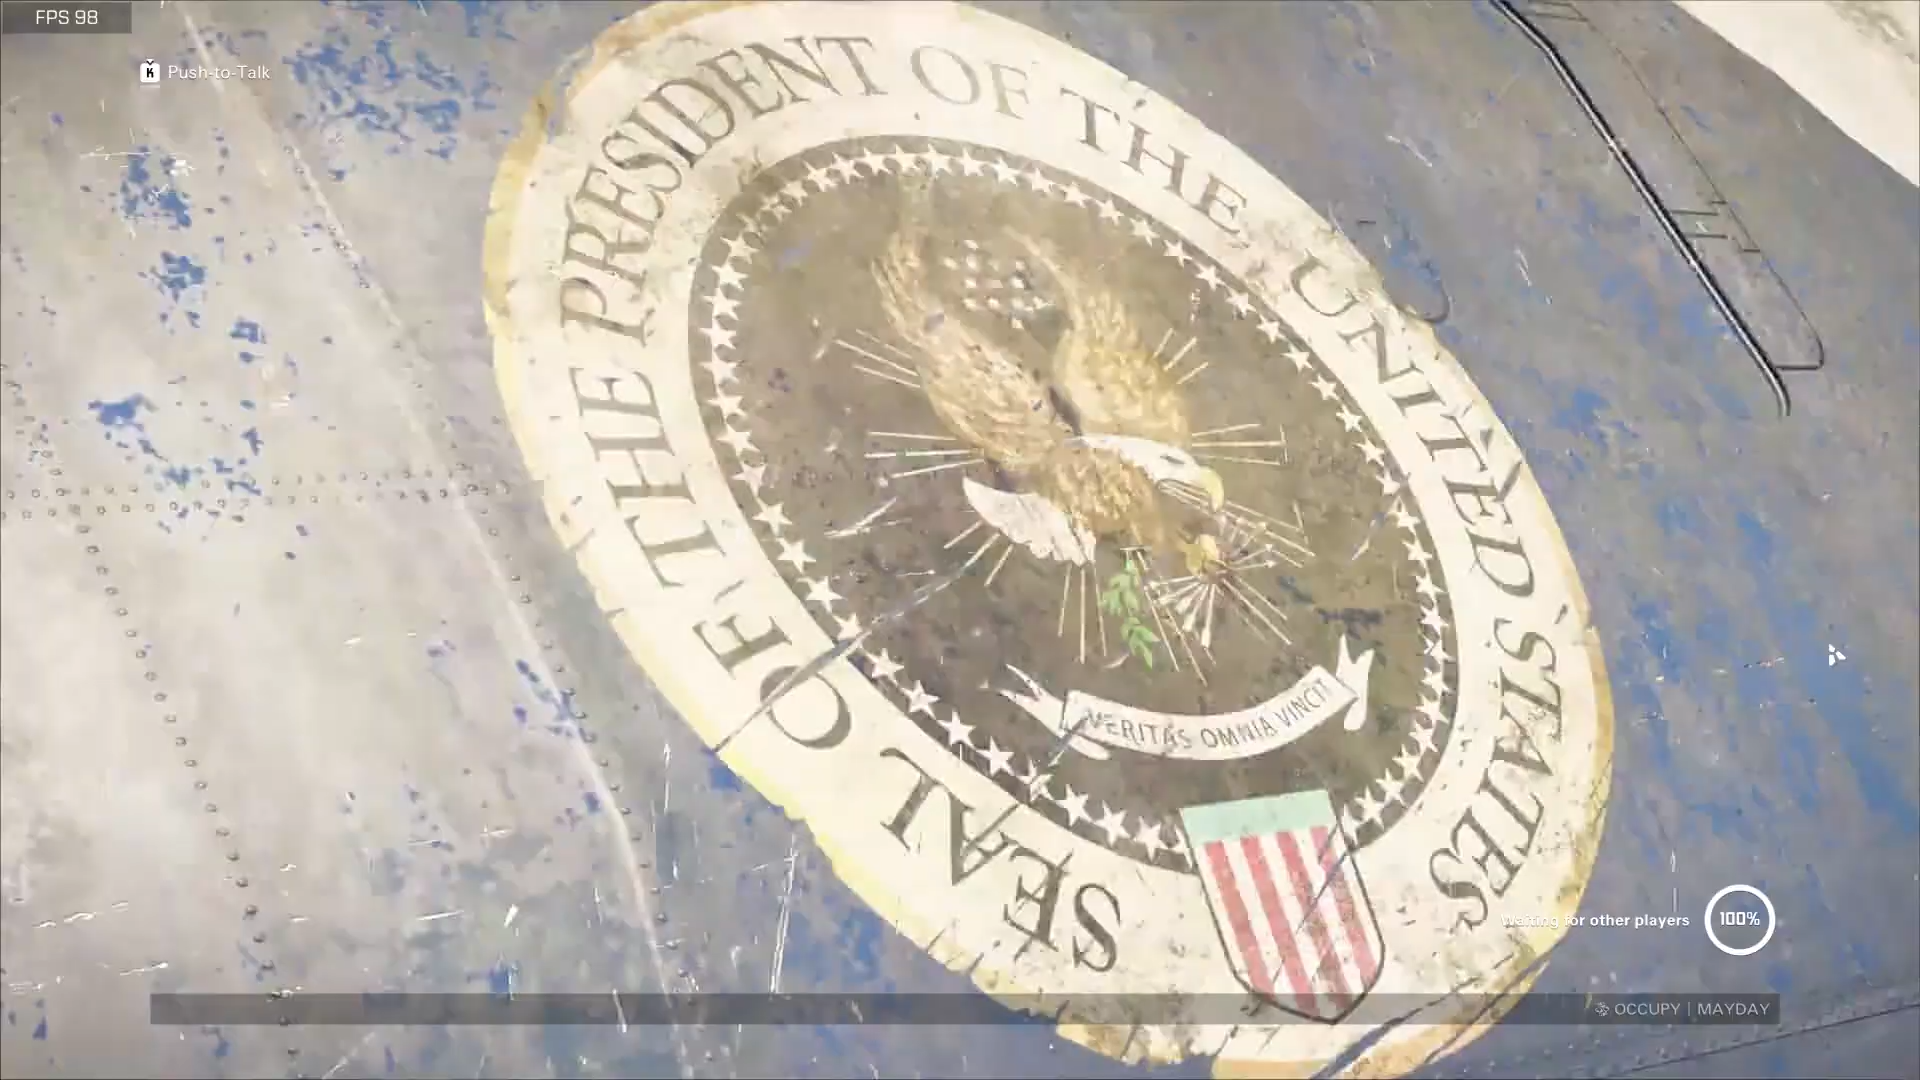 FPS 98
K Push-to-Talk
SEAL OF THE PRESIDENT OF THE UNITED STATES
VERITAS OMNIA VINCIT
Waiting for other players 100%
OCCUPY | MAYDAY